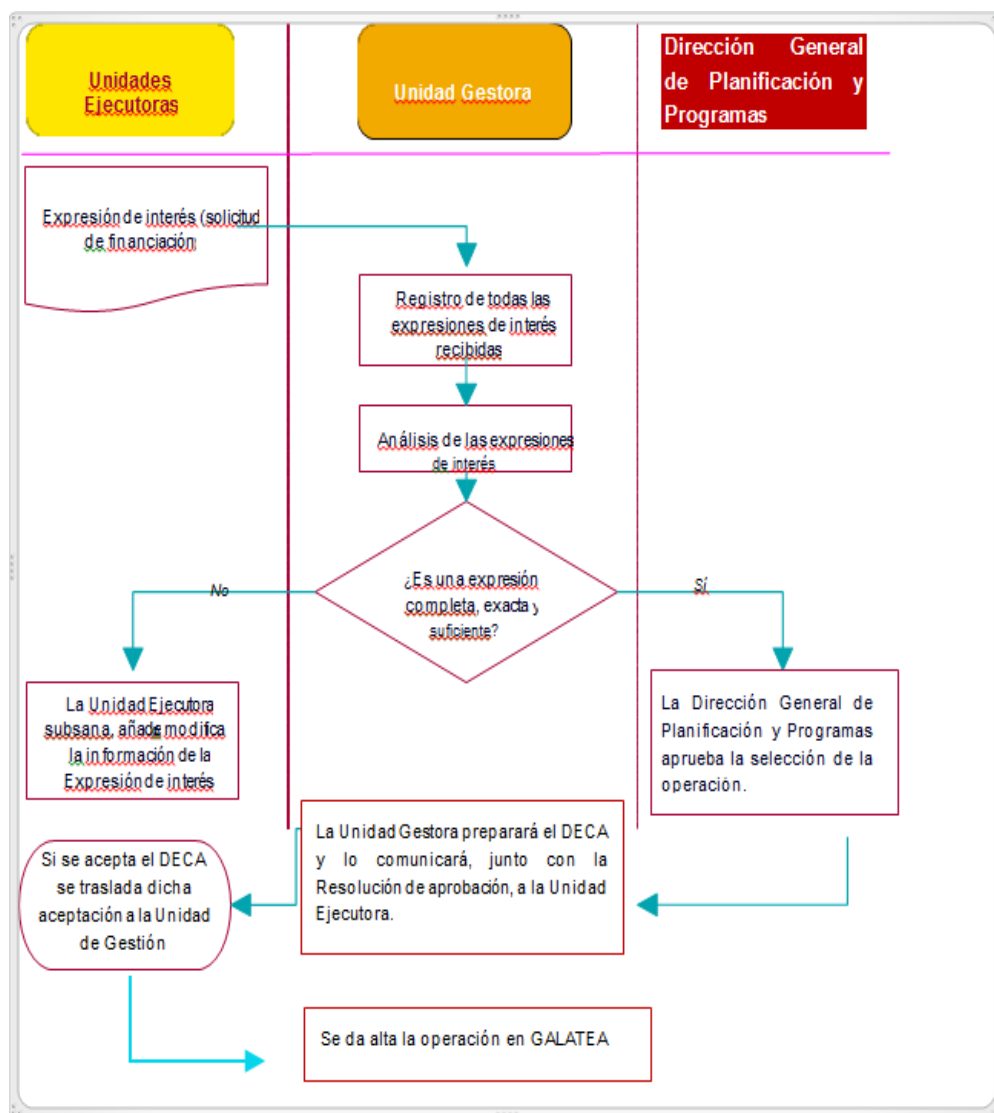 Unidades
Ejecutoras
Unidad Gestora
Dirección General
de Planificación y
Programas
Expresión de interés (solicitud
de financiación)
Registro de todas las
expresiones de interés
recibidas
Análisis de las expresiones
de interés
¿Es una expresión
completa, exacta y
suficiente?
No
Sí
La Unidad Ejecutora
subsana, añade modifica
la información de la
Expresión de interés
La Dirección General de
Planificación y Programas
aprueba la selección de la
operación.
La Unidad Gestora preparará el DECA
y lo comunicará, junto con la
Resolución de aprobación, a la Unidad
Ejecutora.
Si se acepta el DECA
se traslada dicha
aceptación a la Unidad
de Gestión
Se da alta la operación en GALATEA